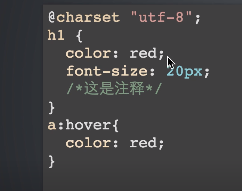 @charset "utf-8";
h1 {
  color: red;
  font-size: 20px;
  /*这是注释*/
}
a:hover{
  color: red;
}